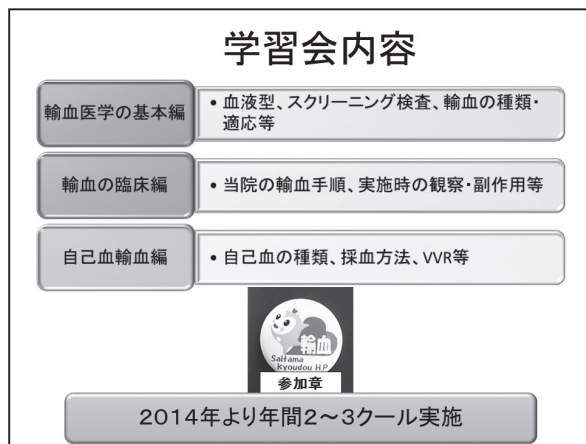 学習会内容
輸血医学の基本編
• 血液型、スクリーニング検査、輸血の種類・
適応等
輸血の臨床編
• 当院の輸血手順、実施時の観察・副作用等
自己血輸血編
• 自己血の種類、採血方法、VVR等
輸血
Saitama
Kyoudou H.P
参加章
2014年より年間2～3クール実施